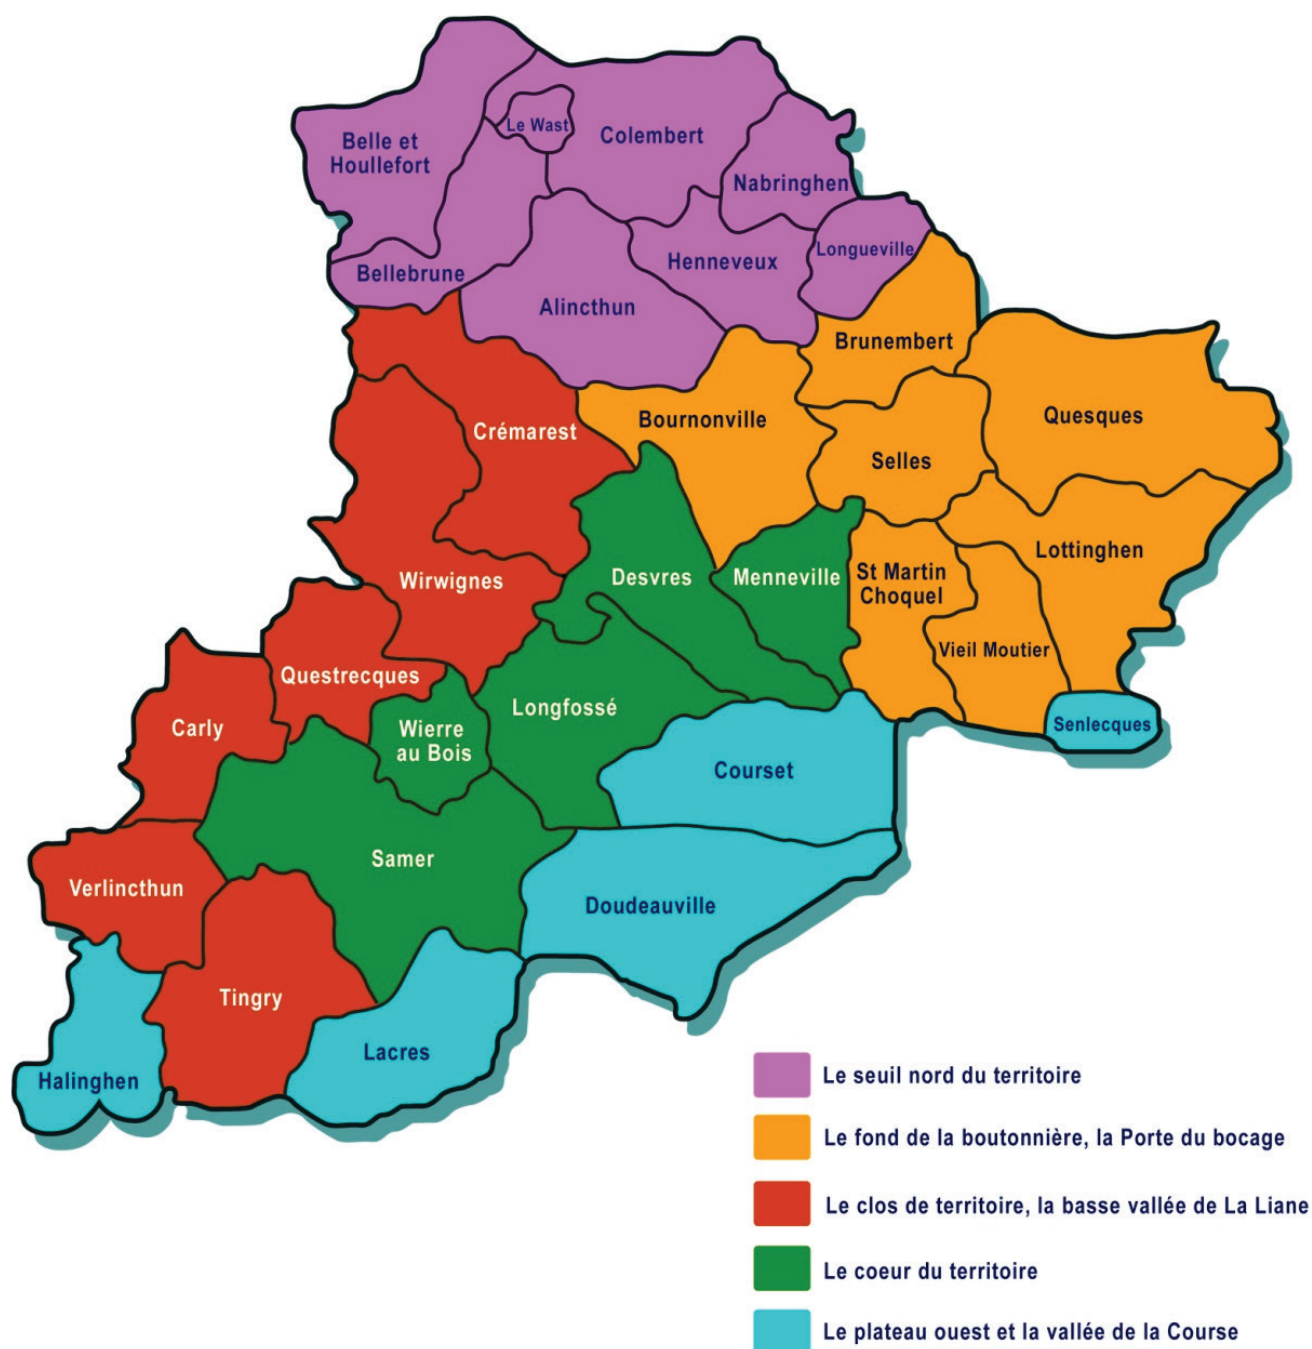 Le Wast
Belle et
Houllefort
Colembert
Nabringhen
Longueville
Henneveux
Bellebrune
Alincthun
Brunembert
Quesques
Bournonville
Crémarest
Selles
Lottinghen
St Martin
Choquel
Desvres
Menneville
Wirwignes
Vieil Moutier
Questrecques
Longfossé
Carly
Wierre
au Bois
Senlecques
Courset
Samer
Verlincthun
Doudeauville
Tingry
Lacres
Halinghen
Le seuil nord du territoire
Le fond de la boutonnière, la Porte du bocage
Le clos de territoire, la basse vallée de La Liane
Le coeur du territoire
Le plateau ouest et la vallée de la Course